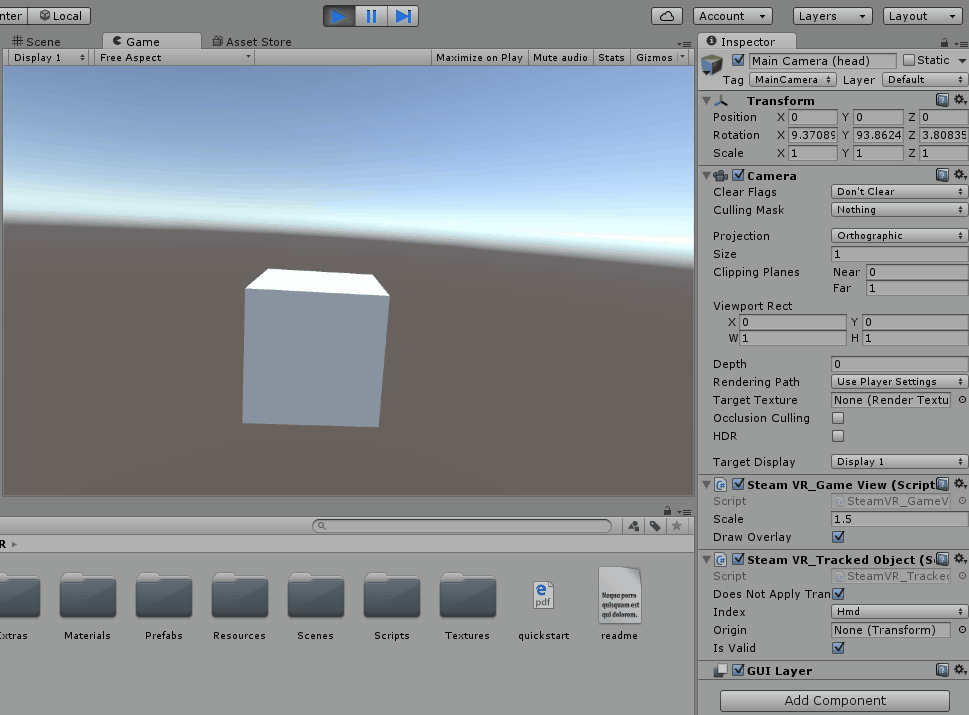 nter Local Account Layers Layout
Scene Game Asset Store
Display 1 Free Aspect Maximize on Play Mute audio Stats Gizmos
R
xtras Materials Prefabs Resources Scenes Scripts Textures quickstart readme
pdf
Neque porro
quisquam est
qui dolorem.
Inspector
Main Camera (head) Static
Tag MainCamera Layer Default
Transform
Position X 0 Y 0 Z 0
Rotation X 9.37089 Y 93.8624 Z 3.80835
Scale X 1 Y 1 Z 1
Camera
Clear Flags Don't Clear
Culling Mask Nothing
Projection Orthographic
Size 1
Clipping Planes Near 0
Far 1
Viewport Rect
X 0 Y 0
W 1 H 1
Depth 0
Rendering Path Use Player Settings
Target Texture None (Render Textu
Occlusion Culling
HDR
Target Display Display 1
Steam VR_Game View (Script
Script SteamVR_GameV
Scale 1.5
Draw Overlay
Steam VR_Tracked Object (S
Script SteamVR_Tracked
Does Not Apply Tran
Index Hmd
Origin None (Transform)
Is Valid
GUI Layer
Add Component